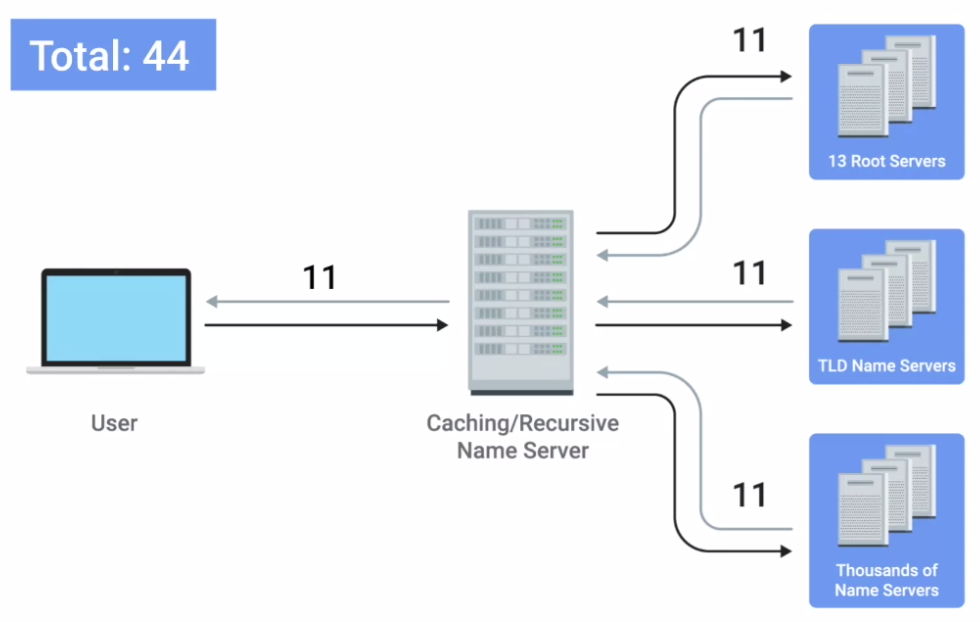 Total: 44
11
13 Root Servers
11
11
TLD Name Servers
User
Caching/Recursive
Name Server
11
Thousands of
Name Servers